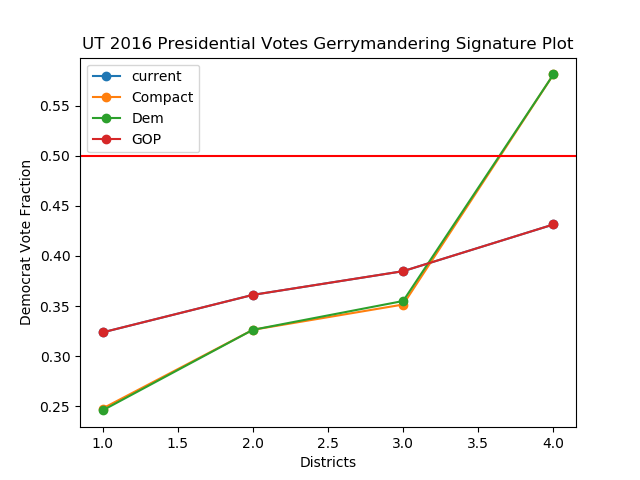 UT 2016 Presidential Votes Gerrymandering Signature Plot
current
Compact
Dem
GOP
Democrat Vote Fraction
0.55
0.50
0.45
0.40
0.35
0.30
0.25
1.0 1.5 2.0 2.5 3.0 3.5 4.0
Districts